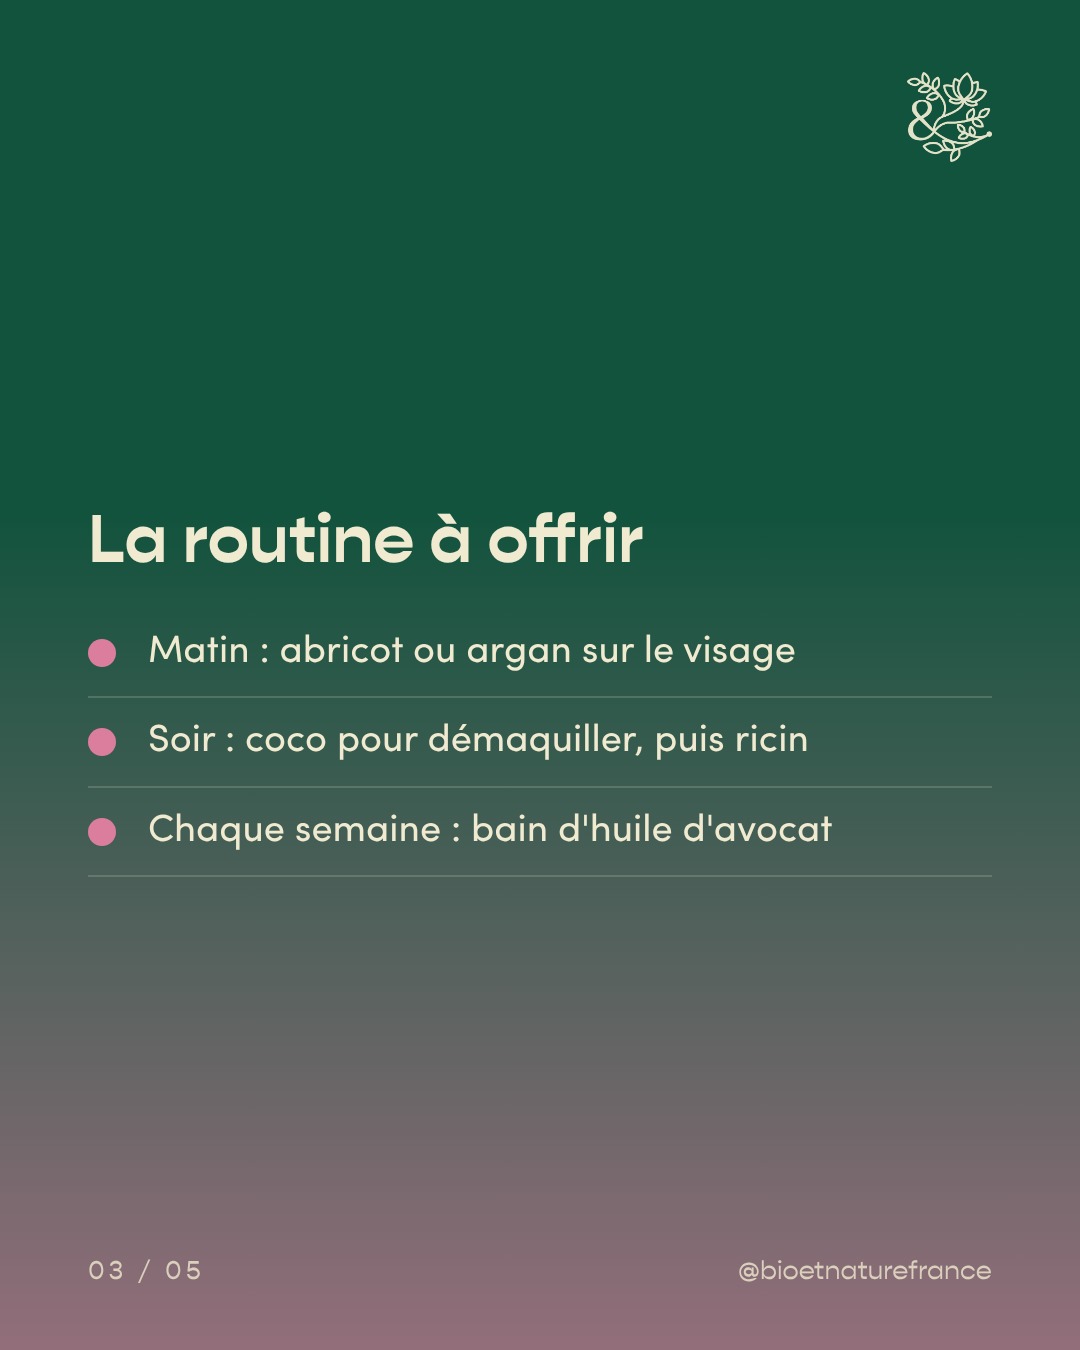 &
La routine à offrir
Matin : abricot ou argan sur le visage
Soir : coco pour démaquiller, puis ricin
Chaque semaine : bain d'huile d'avocat
03 / 05
@bioetnaturefrance